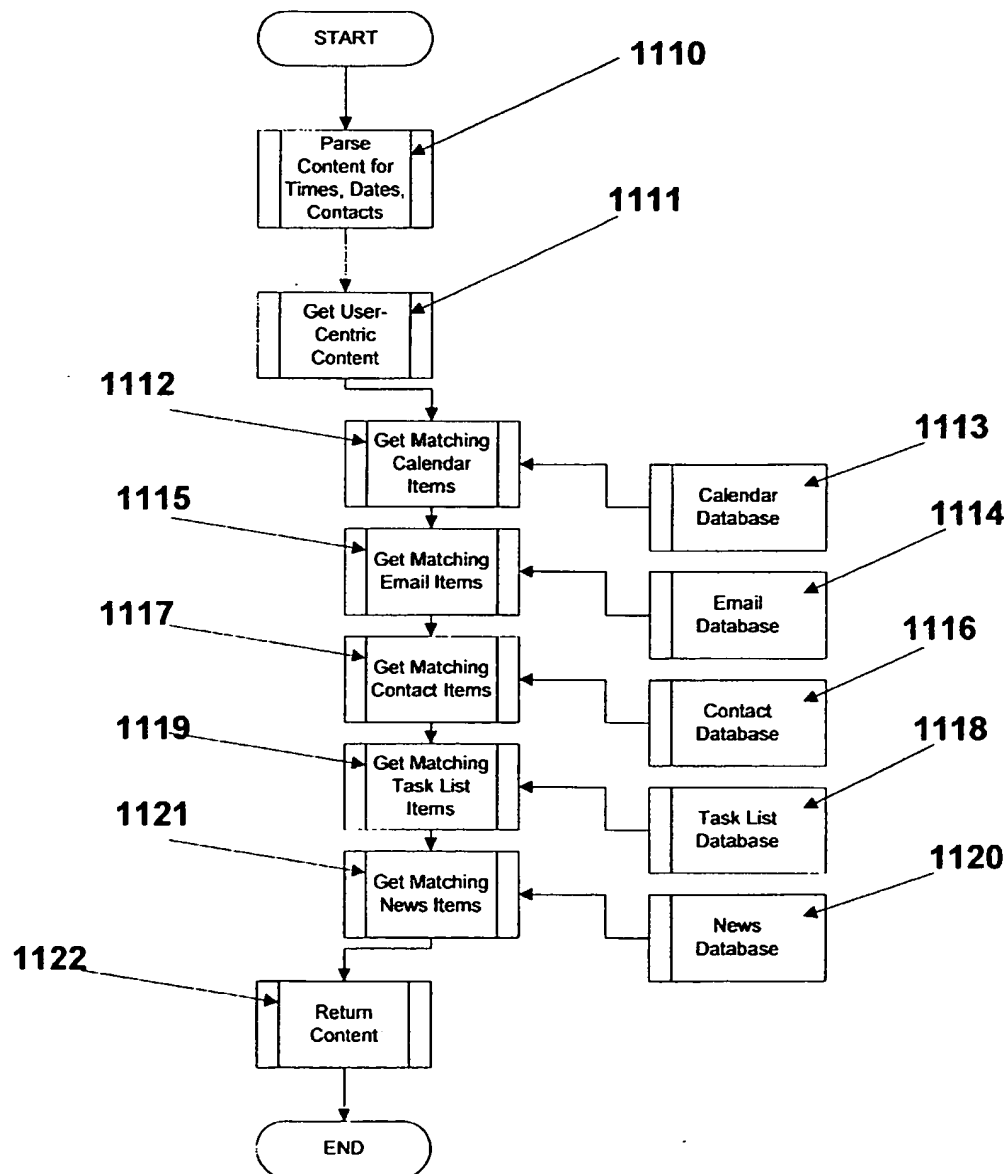 START
1110
Parse
Content for
Times, Dates,
Contacts
1111
Get User-
Centric
Content
1112
Get Matching
Calendar
Items
1113
Calendar
Database
1115
Get Matching
Email Items
1114
Email
Database
1117
Get Matching
Contact Items
1116
Contact
Database
1119
Get Matching
Task List
Items
1118
Task List
Database
1121
Get Matching
News Items
1120
News
Database
1122
Return
Content
END